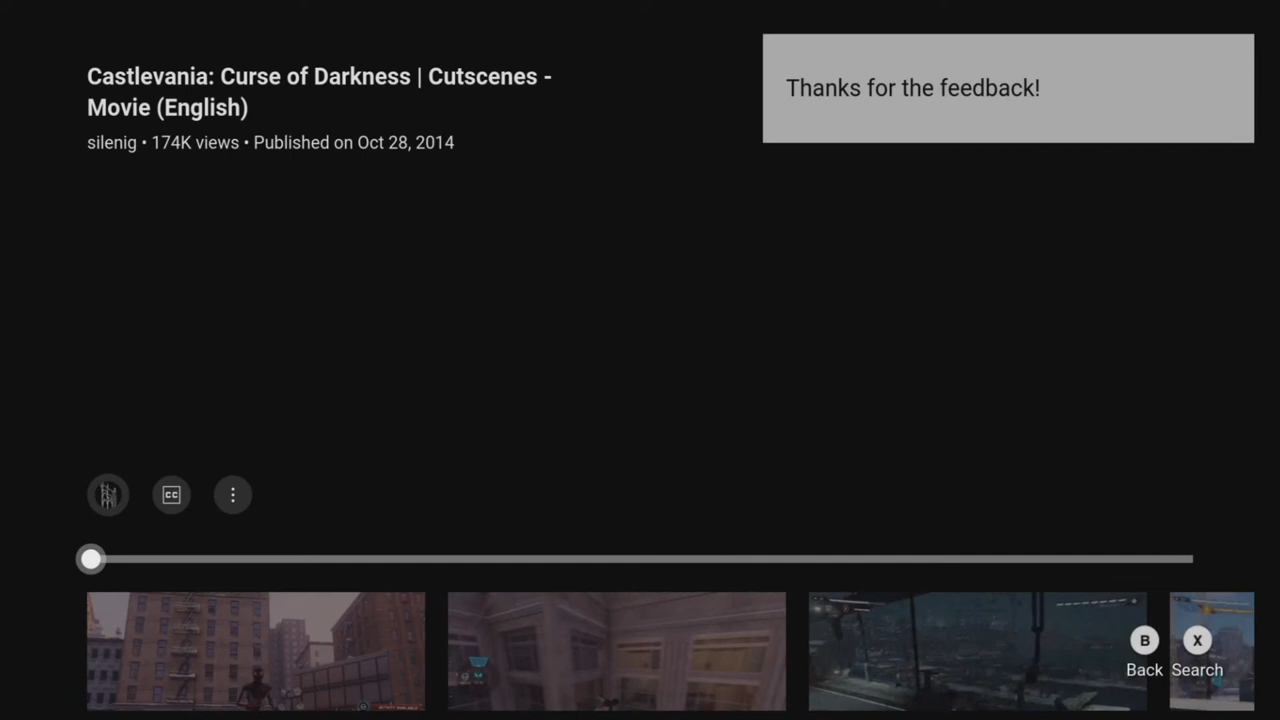 Castlevania: Curse of Darkness | Cutscenes -
Movie (English)
silenig • 174K views • Published on Oct 28, 2014
Thanks for the feedback!
CC
B
X
Back
Search